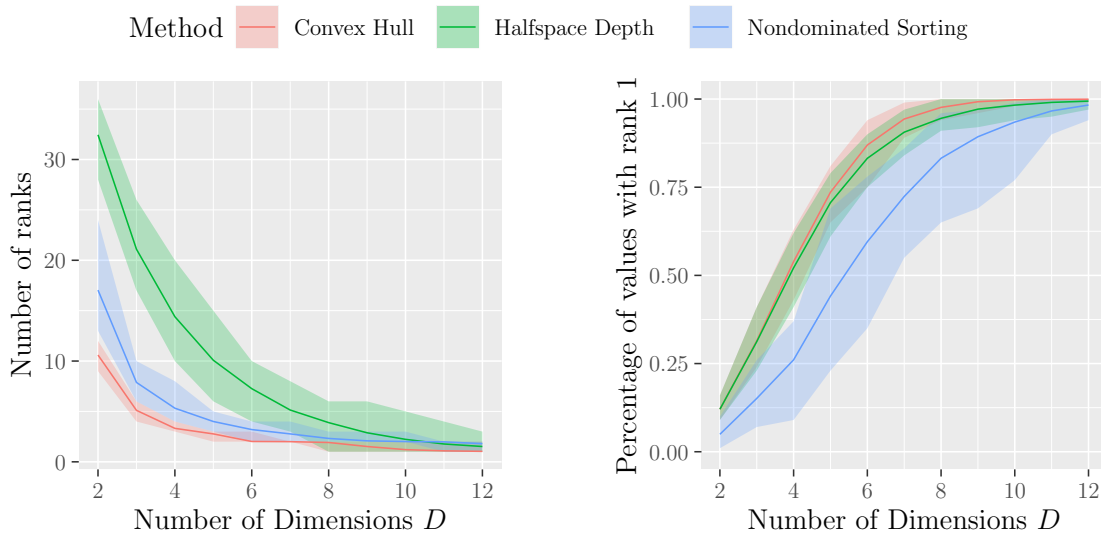 Method Convex Hull Halfspace Depth Nondominated Sorting
Number of ranks
30
20
10
0
2 4 6 8 10 12
Number of Dimensions D
Percentage of values with rank 1
1.00
0.75
0.50
0.25
0.00
2 4 6 8 10 12
Number of Dimensions D